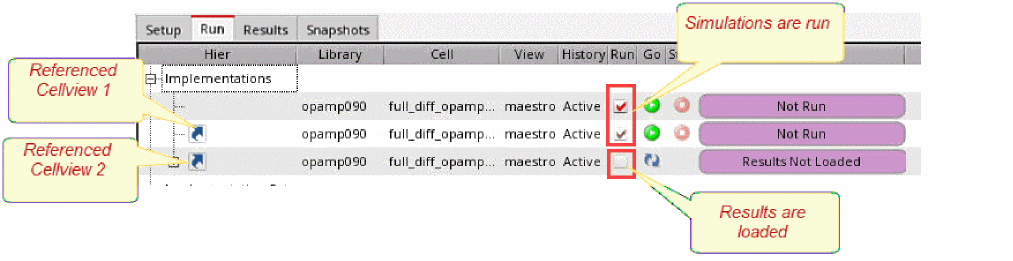 Simulations are run
Setup Run Results Snapshots
Hier Library Cell View History Run Go
Referenced
Cellview 1
Implementations
opamp090 full_diff_opamp... maestro Active Not Run
opamp090 full_diff_opamp... maestro Active Not Run
Referenced
Cellview 2
opamp090 full_diff_opamp... maestro Active Results Not Loaded
Results are
loaded